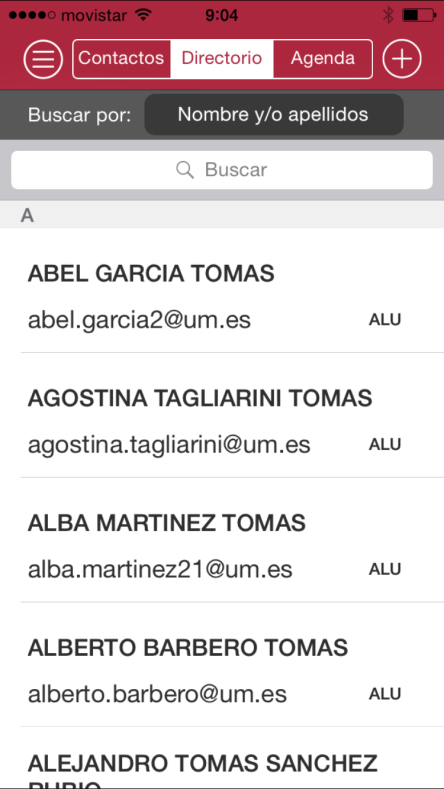 movistar 9:04
Contactos Directorio Agenda
Buscar por: Nombre y/o apellidos
Buscar
A
ABEL GARCIA TOMAS
abel.garcia2@um.es ALU
AGOSTINA TAGLIARINI TOMAS
agostina.tagliarini@um.es ALU
ALBA MARTINEZ TOMAS
alba.martinez21@um.es ALU
ALBERTO BARBERO TOMAS
alberto.barbero@um.es ALU
ALEJANDRO TOMAS SANCHEZ
RUBIO